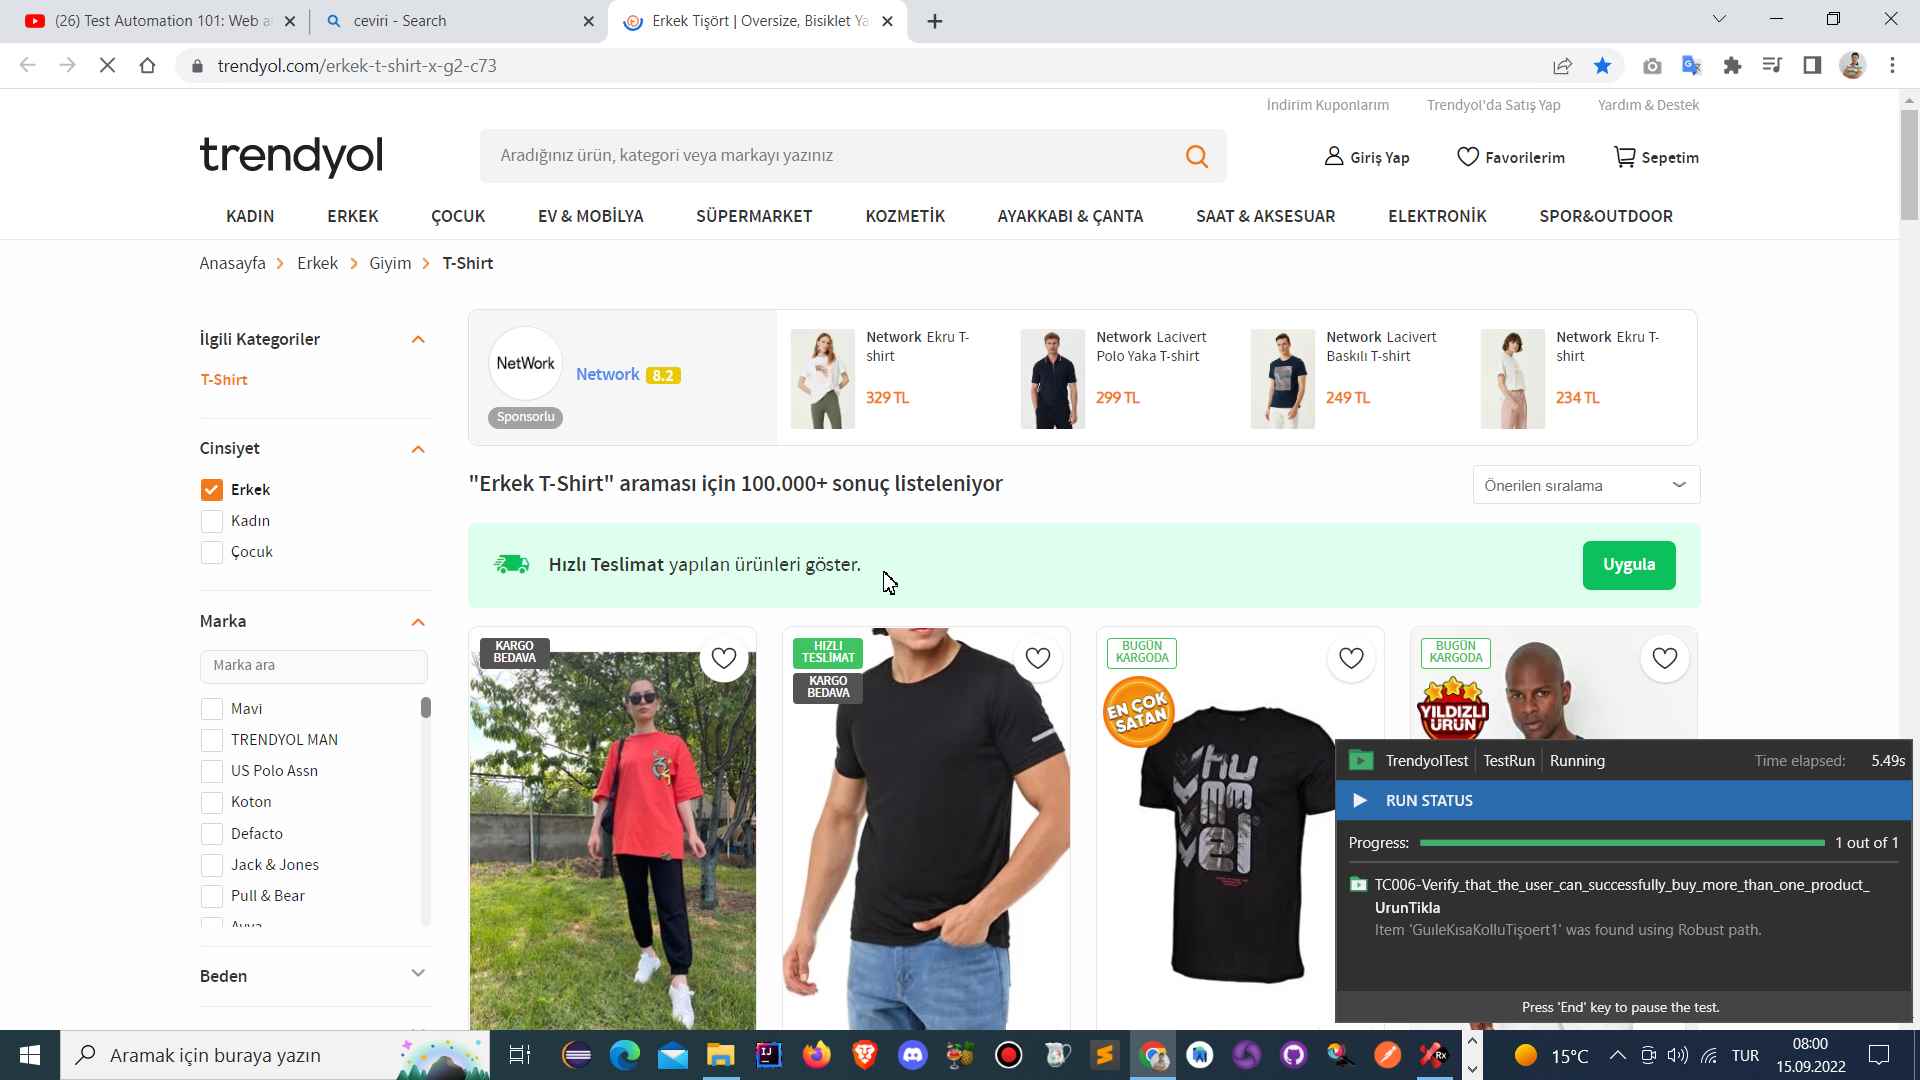 (26) Test Automation 101: Web a
ceviri - Search
Erkek Tişört | Oversize, Bisiklet Ya
trendyol.com/erkek-t-shirt-x-g2-c73
İndirim Kuponlarım
Trendyol'da Satış Yap
Yardım & Destek
trendyol
Aradığınız ürün, kategori veya markayı yazınız
Giriş Yap
Favorilerim
Sepetim
KADIN
ERKEK
ÇOCUK
EV & MOBİLYA
SÜPERMARKET
KOZMETİK
AYAKKABI & ÇANTA
SAAT & AKSESUAR
ELEKTRONİK
SPOR&OUTDOOR
Anasayfa > Erkek > Giyim > T-Shirt
İlgili Kategoriler
T-Shirt
Cinsiyet
Erkek
Kadın
Çocuk
Marka
Marka ara
Mavi
TRENDYOL MAN
US Polo Assn
Koton
Defacto
Jack & Jones
Pull & Bear
Beden
NetWork
Sponsorlu
Network 8.2
Network Ekru T-
shirt
329 TL
Network Lacivert
Polo Yaka T-shirt
299 TL
Network Lacivert
Baskılı T-shirt
249 TL
Network Ekru T-
shirt
234 TL
"Erkek T-Shirt" araması için 100.000+ sonuç listeleniyor
Önerilen sıralama
Hızlı Teslimat yapılan ürünleri göster.
Uygula
KARGO
BEDAVA
HIZLI
TESLİMAT
KARGO
BEDAVA
BUGÜN
KARGODA
EN ÇOK
SATAN
hummel
BUGÜN
KARGODA
YILDIZLI
ÜRÜN
TrendyolTest
TestRun
Running
Time elapsed: 5.49s
RUN STATUS
Progress:
1 out of 1
TC006-Verify_that_the_user_can_successfully_buy_more_than_one_product_
UrunTikla
Item 'GuıleKısaKolluTişoert1' was found using Robust path.
Press 'End' key to pause the test.
Aramak için buraya yazın
15°C
TUR
08:00
15.09.2022